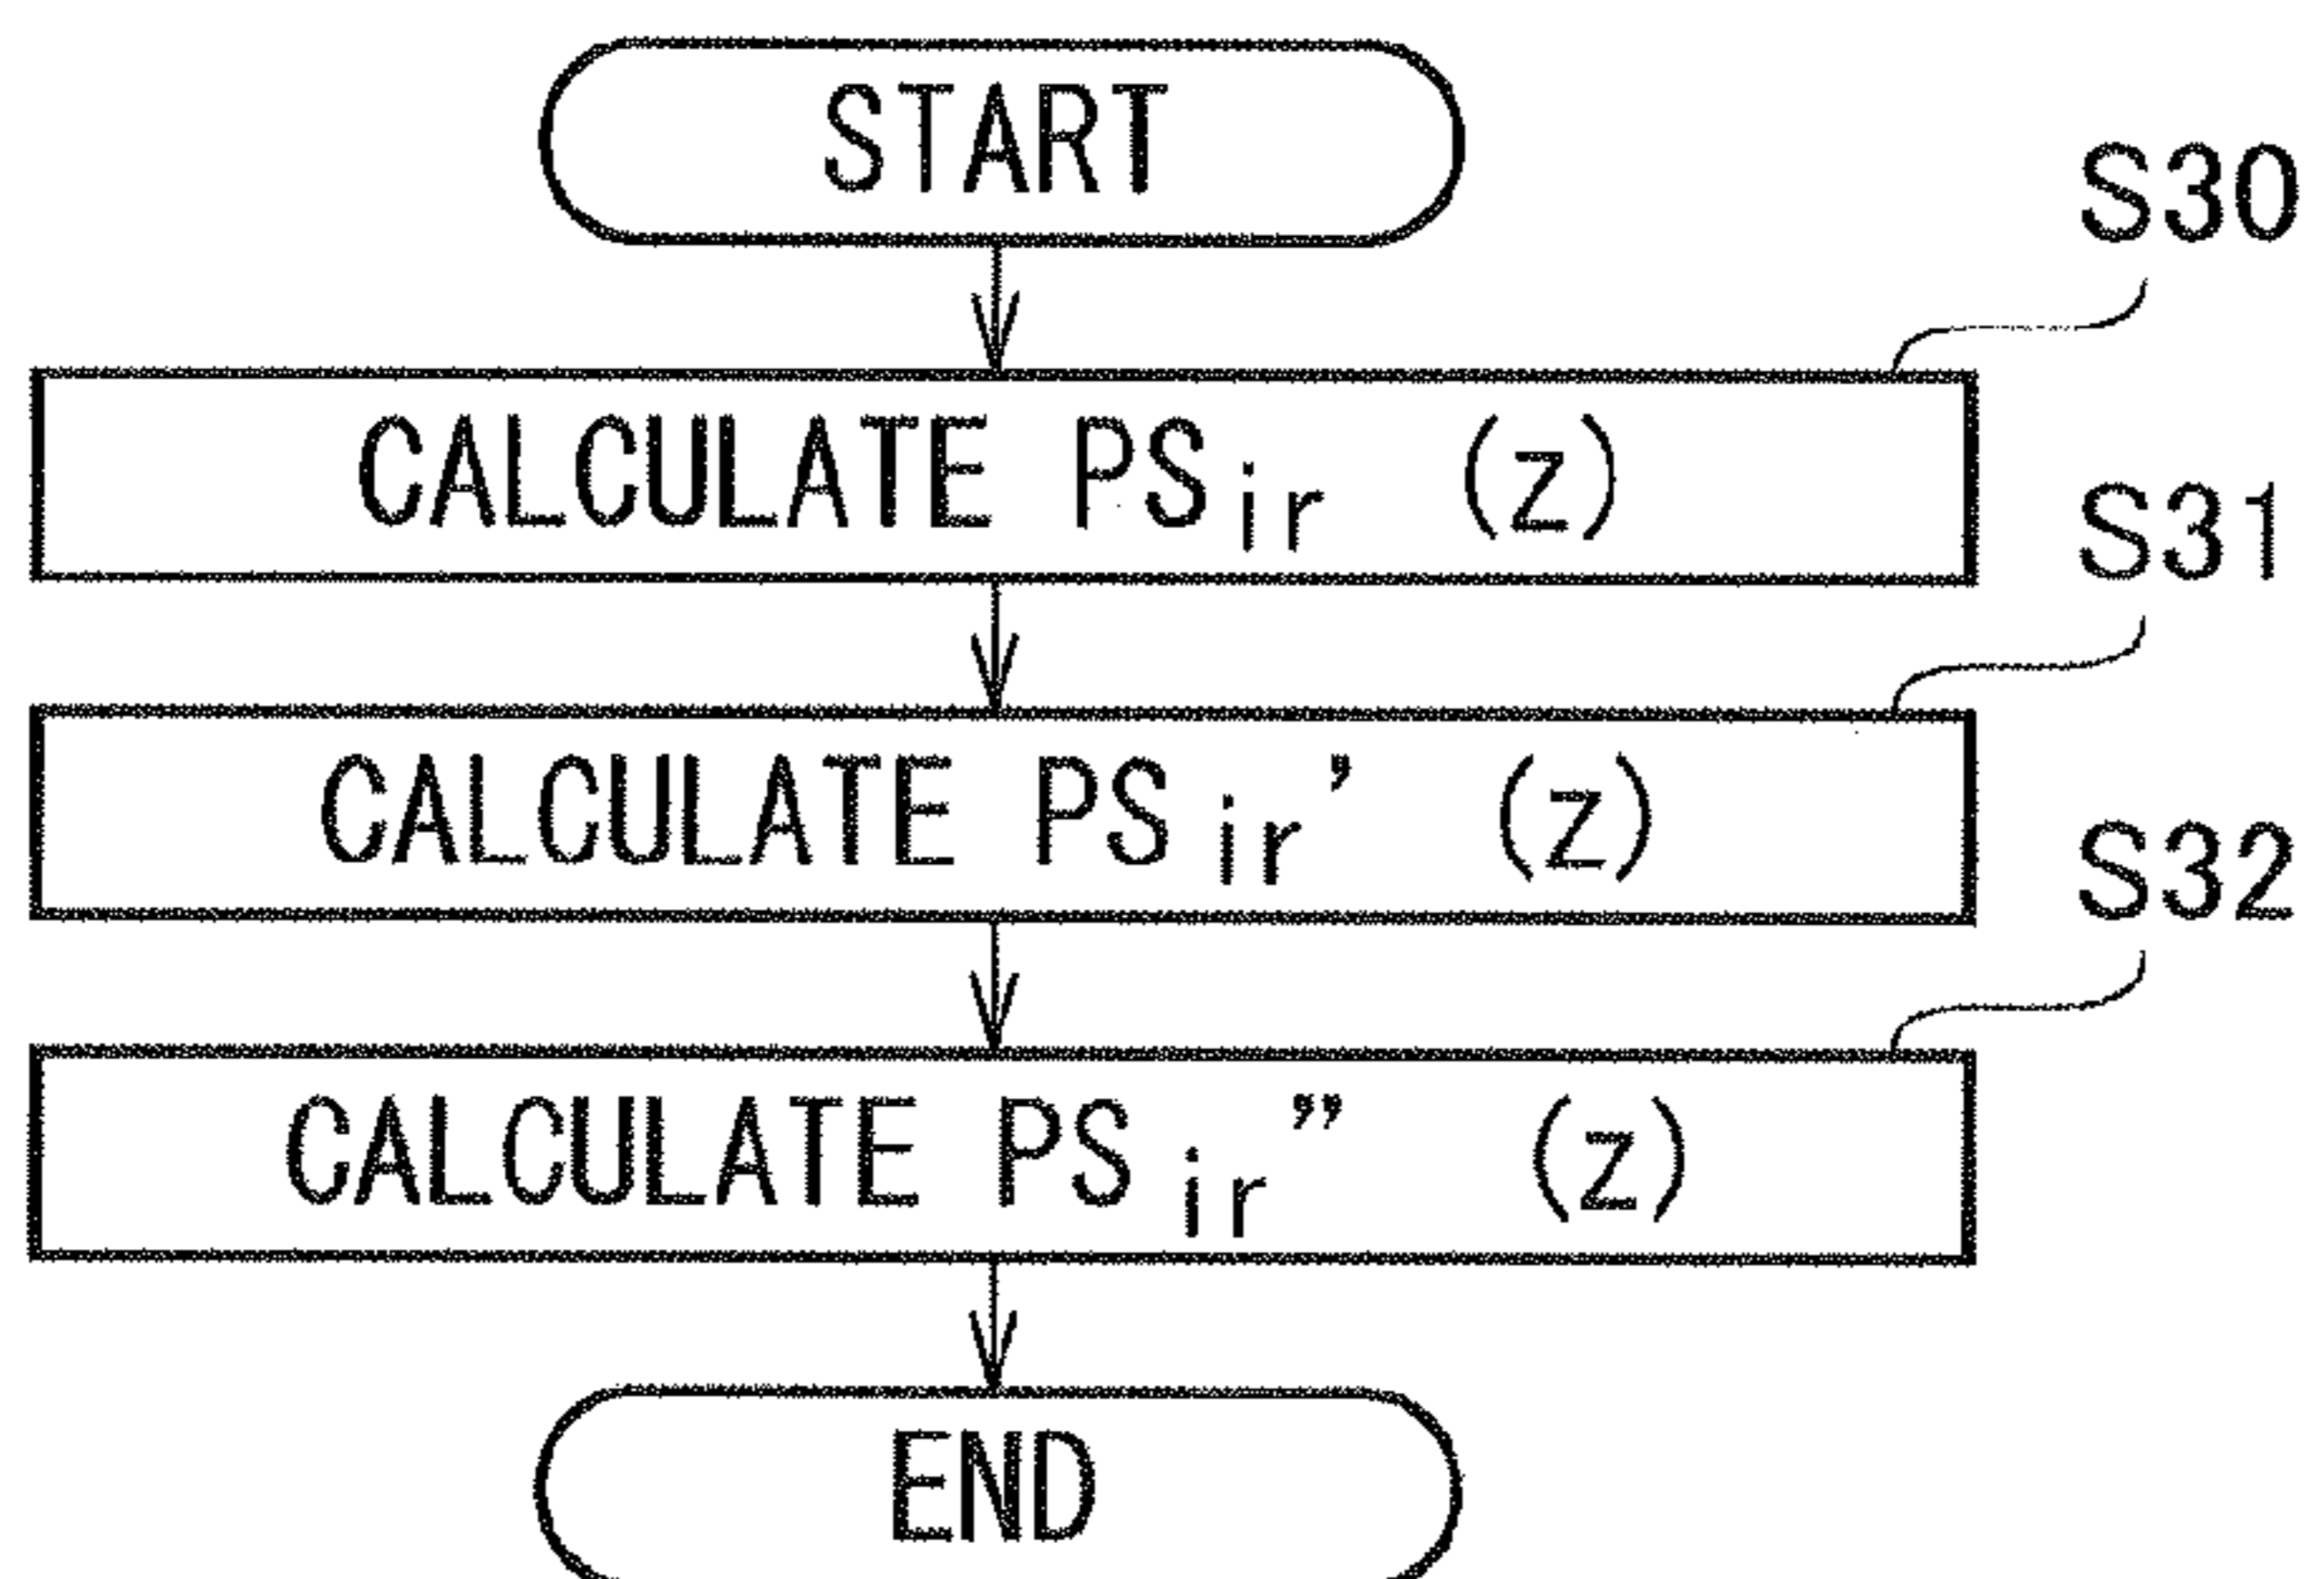 START
S30
CALCULATE PSir (z)
S31
CALCULATE PSir’ (z)
S32
CALCULATE PSir” (z)
END